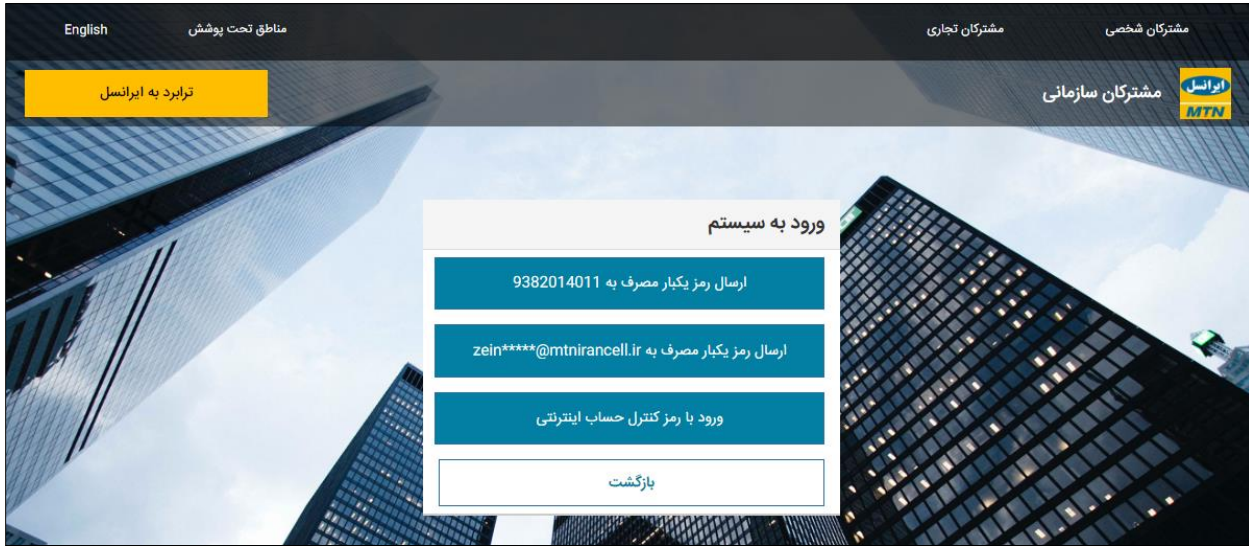 مشترکان شخصی
مشترکان تجاری
مناطق تحت پوشش
English
ایرانسل
MTN
مشترکان سازمانی
ترابرد به ایرانسل
ورود به سیستم
ارسال رمز یکبار مصرف به 9382014011
ارسال رمز یکبار مصرف به zein*****@mtnirancell.ir
ورود با رمز کنترل حساب اینترنتی
بازگشت